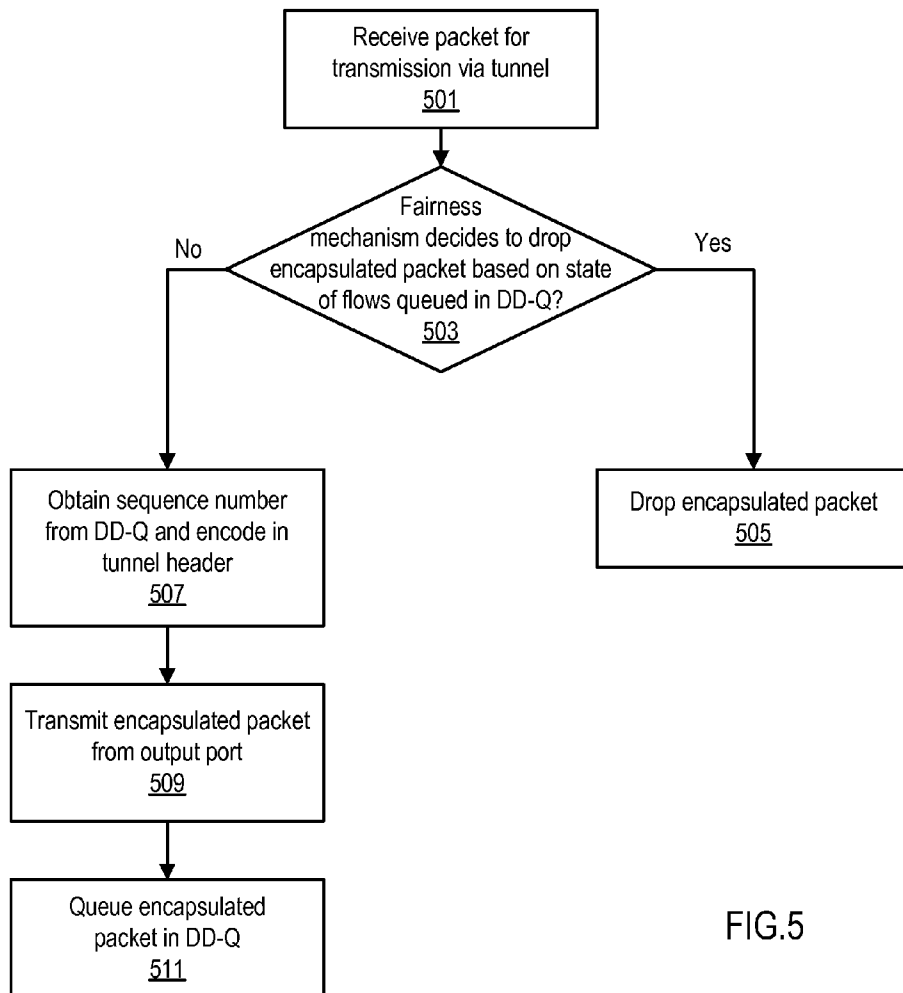 Receive packet for
transmission via tunnel
501
Fairness
mechanism decides to drop
encapsulated packet based on state
of flows queued in DD-Q?
503
No
Yes
Obtain sequence number
from DD-Q and encode in
tunnel header
507
Drop encapsulated packet
505
Transmit encapsulated packet
from output port
509
Queue encapsulated
packet in DD-Q
511
FIG.5